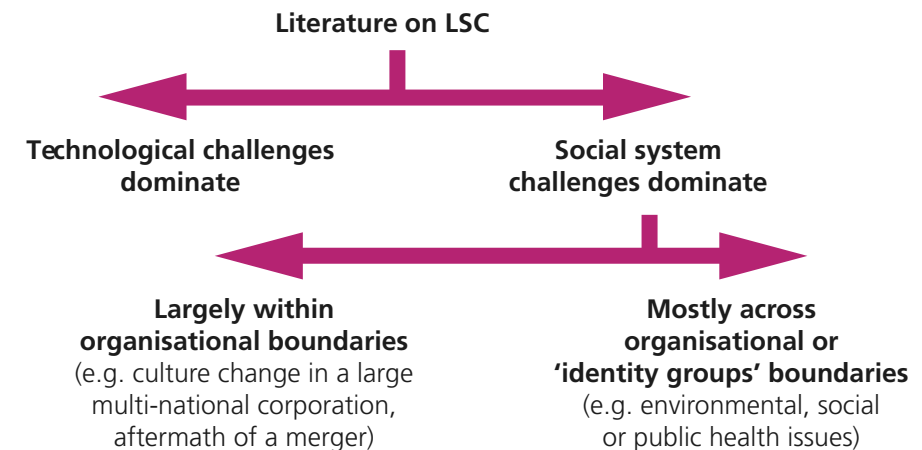 Literature on LSC
Technological challenges
dominate
Social system
challenges dominate
Largely within
organisational boundaries
(e.g. culture change in a large
multi-national corporation,
aftermath of a merger)
Mostly across
organisational or
‘identity groups’ boundaries
(e.g. environmental, social
or public health issues)